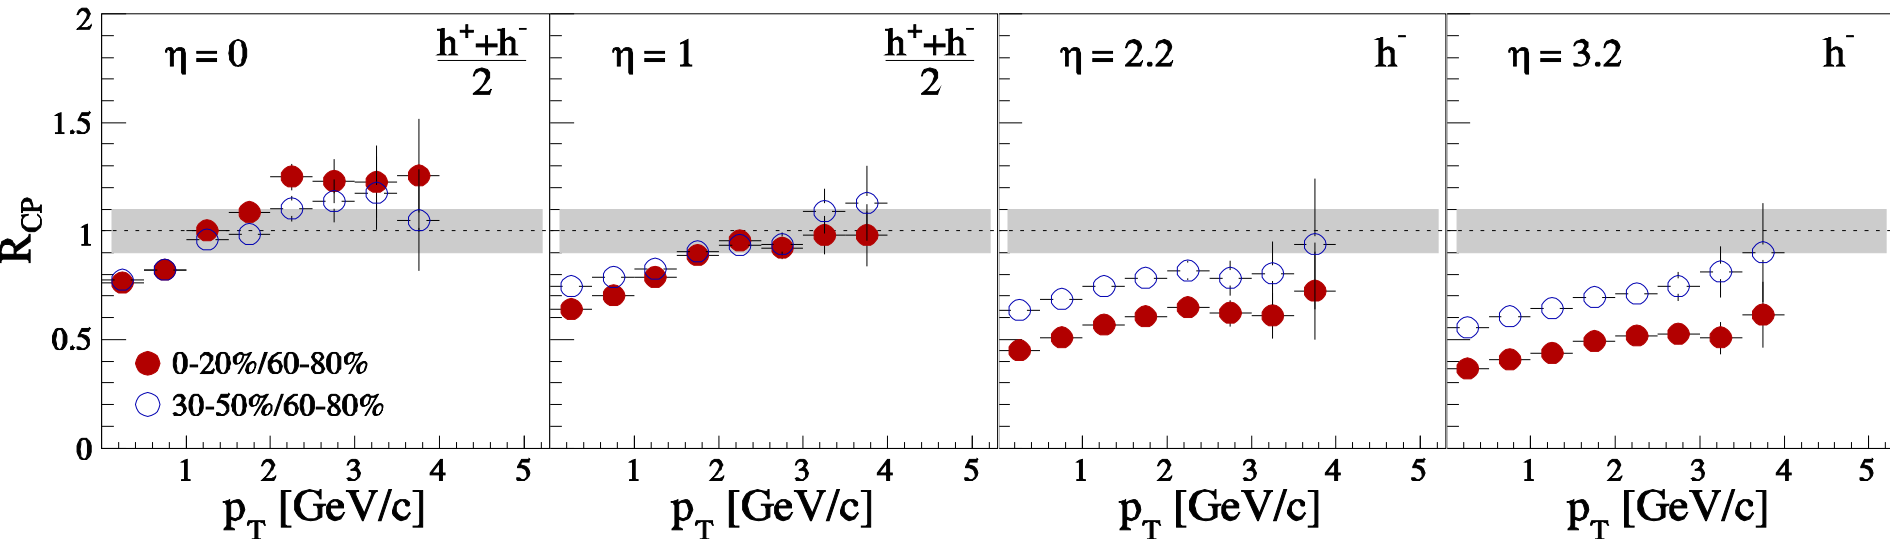 2
1.5
1
0.5
0
R_CP
η = 0
h⁺+h⁻
2
0-20%/60-80%
30-50%/60-80%
1 2 3 4 5
p_T [GeV/c]
η = 1
h⁺+h⁻
2
1 2 3 4 5
p_T [GeV/c]
η = 2.2
h⁻
1 2 3 4 5
p_T [GeV/c]
η = 3.2
h⁻
1 2 3 4 5
p_T [GeV/c]